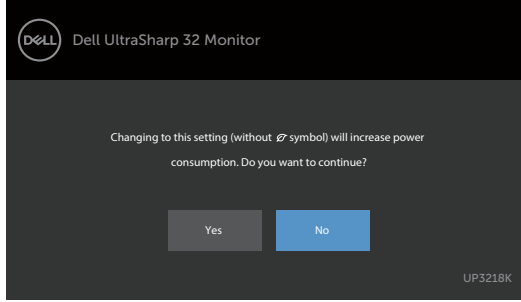 DELL Dell UltraSharp 32 Monitor
Changing to this setting (without symbol) will increase power
consumption. Do you want to continue?
Yes No
UP3218K